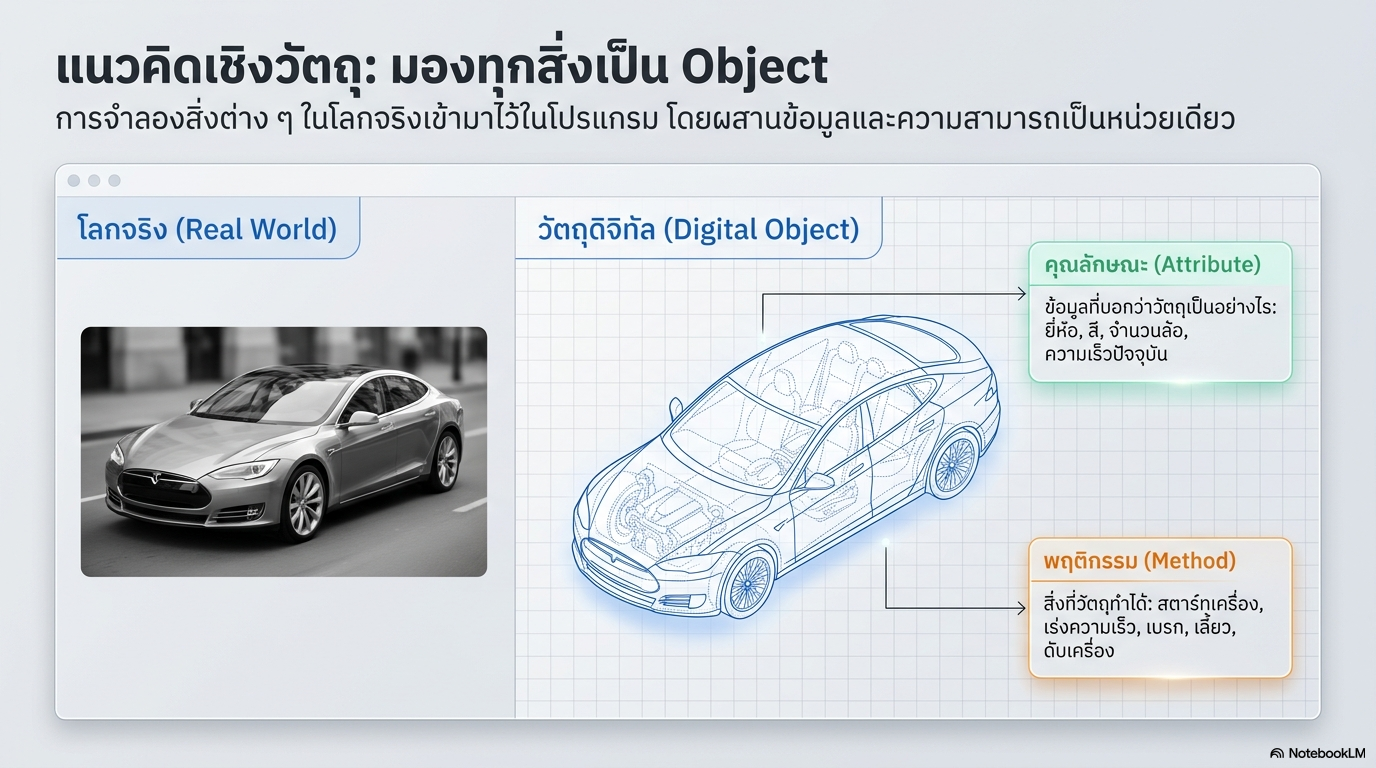 แนวคิดเชิงวัตถุ: มองทุกสิ่งเป็น Object
การจำลองสิ่งต่าง ๆ ในโลกจริงเข้ามาไว้ในโปรแกรม โดยผสานข้อมูลและความสามารถเป็นหน่วยเดียว
โลกจริง (Real World)
วัตถุดิจิทัล (Digital Object)
คุณลักษณะ (Attribute)
ข้อมูลที่บอกว่าวัตถุเป็นอย่างไร:
ยี่ห้อ, สี, จำนวนล้อ,
ความเร็วปัจจุบัน
พฤติกรรม (Method)
สิ่งที่วัตถุทำได้: สตาร์ทเครื่อง,
เร่งความเร็ว, เบรก, เลี้ยว,
ดับเครื่อง
NotebookLM